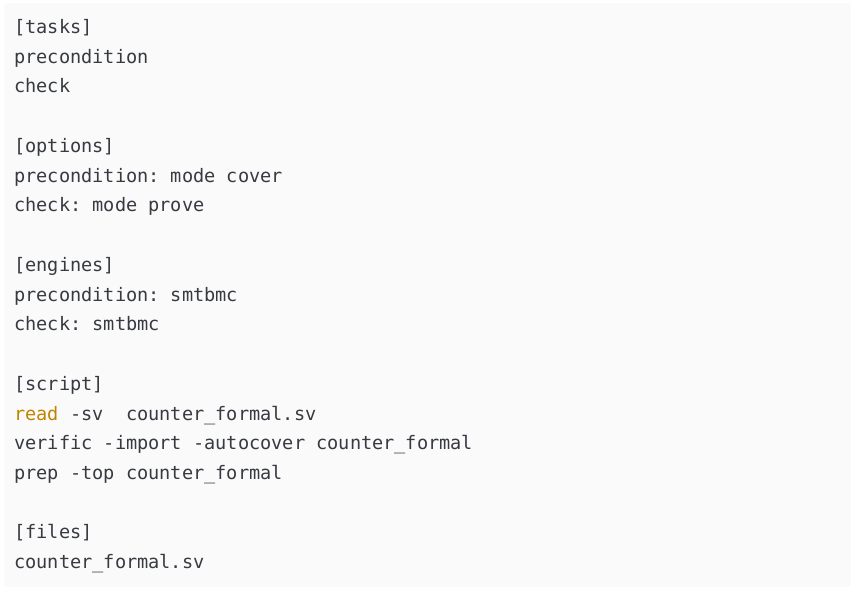 [tasks]
precondition
check
[options]
precondition: mode cover
check: mode prove
[engines]
precondition: smtbmc
check: smtbmc
[script]
read -sv  counter_formal.sv
verific -import -autocover counter_formal
prep -top counter_formal
[files]
counter_formal.sv